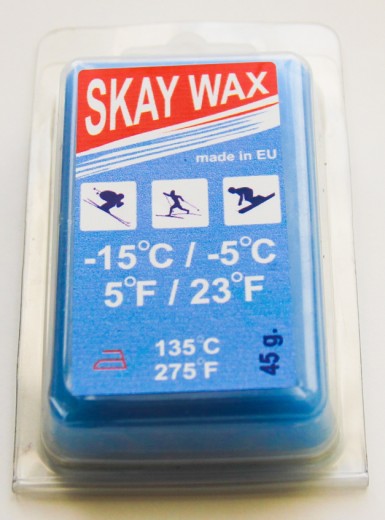 SKAY WAX
made in EU
-15°C / -5°C
5°F / 23°F
135°C
275°F
45 g.